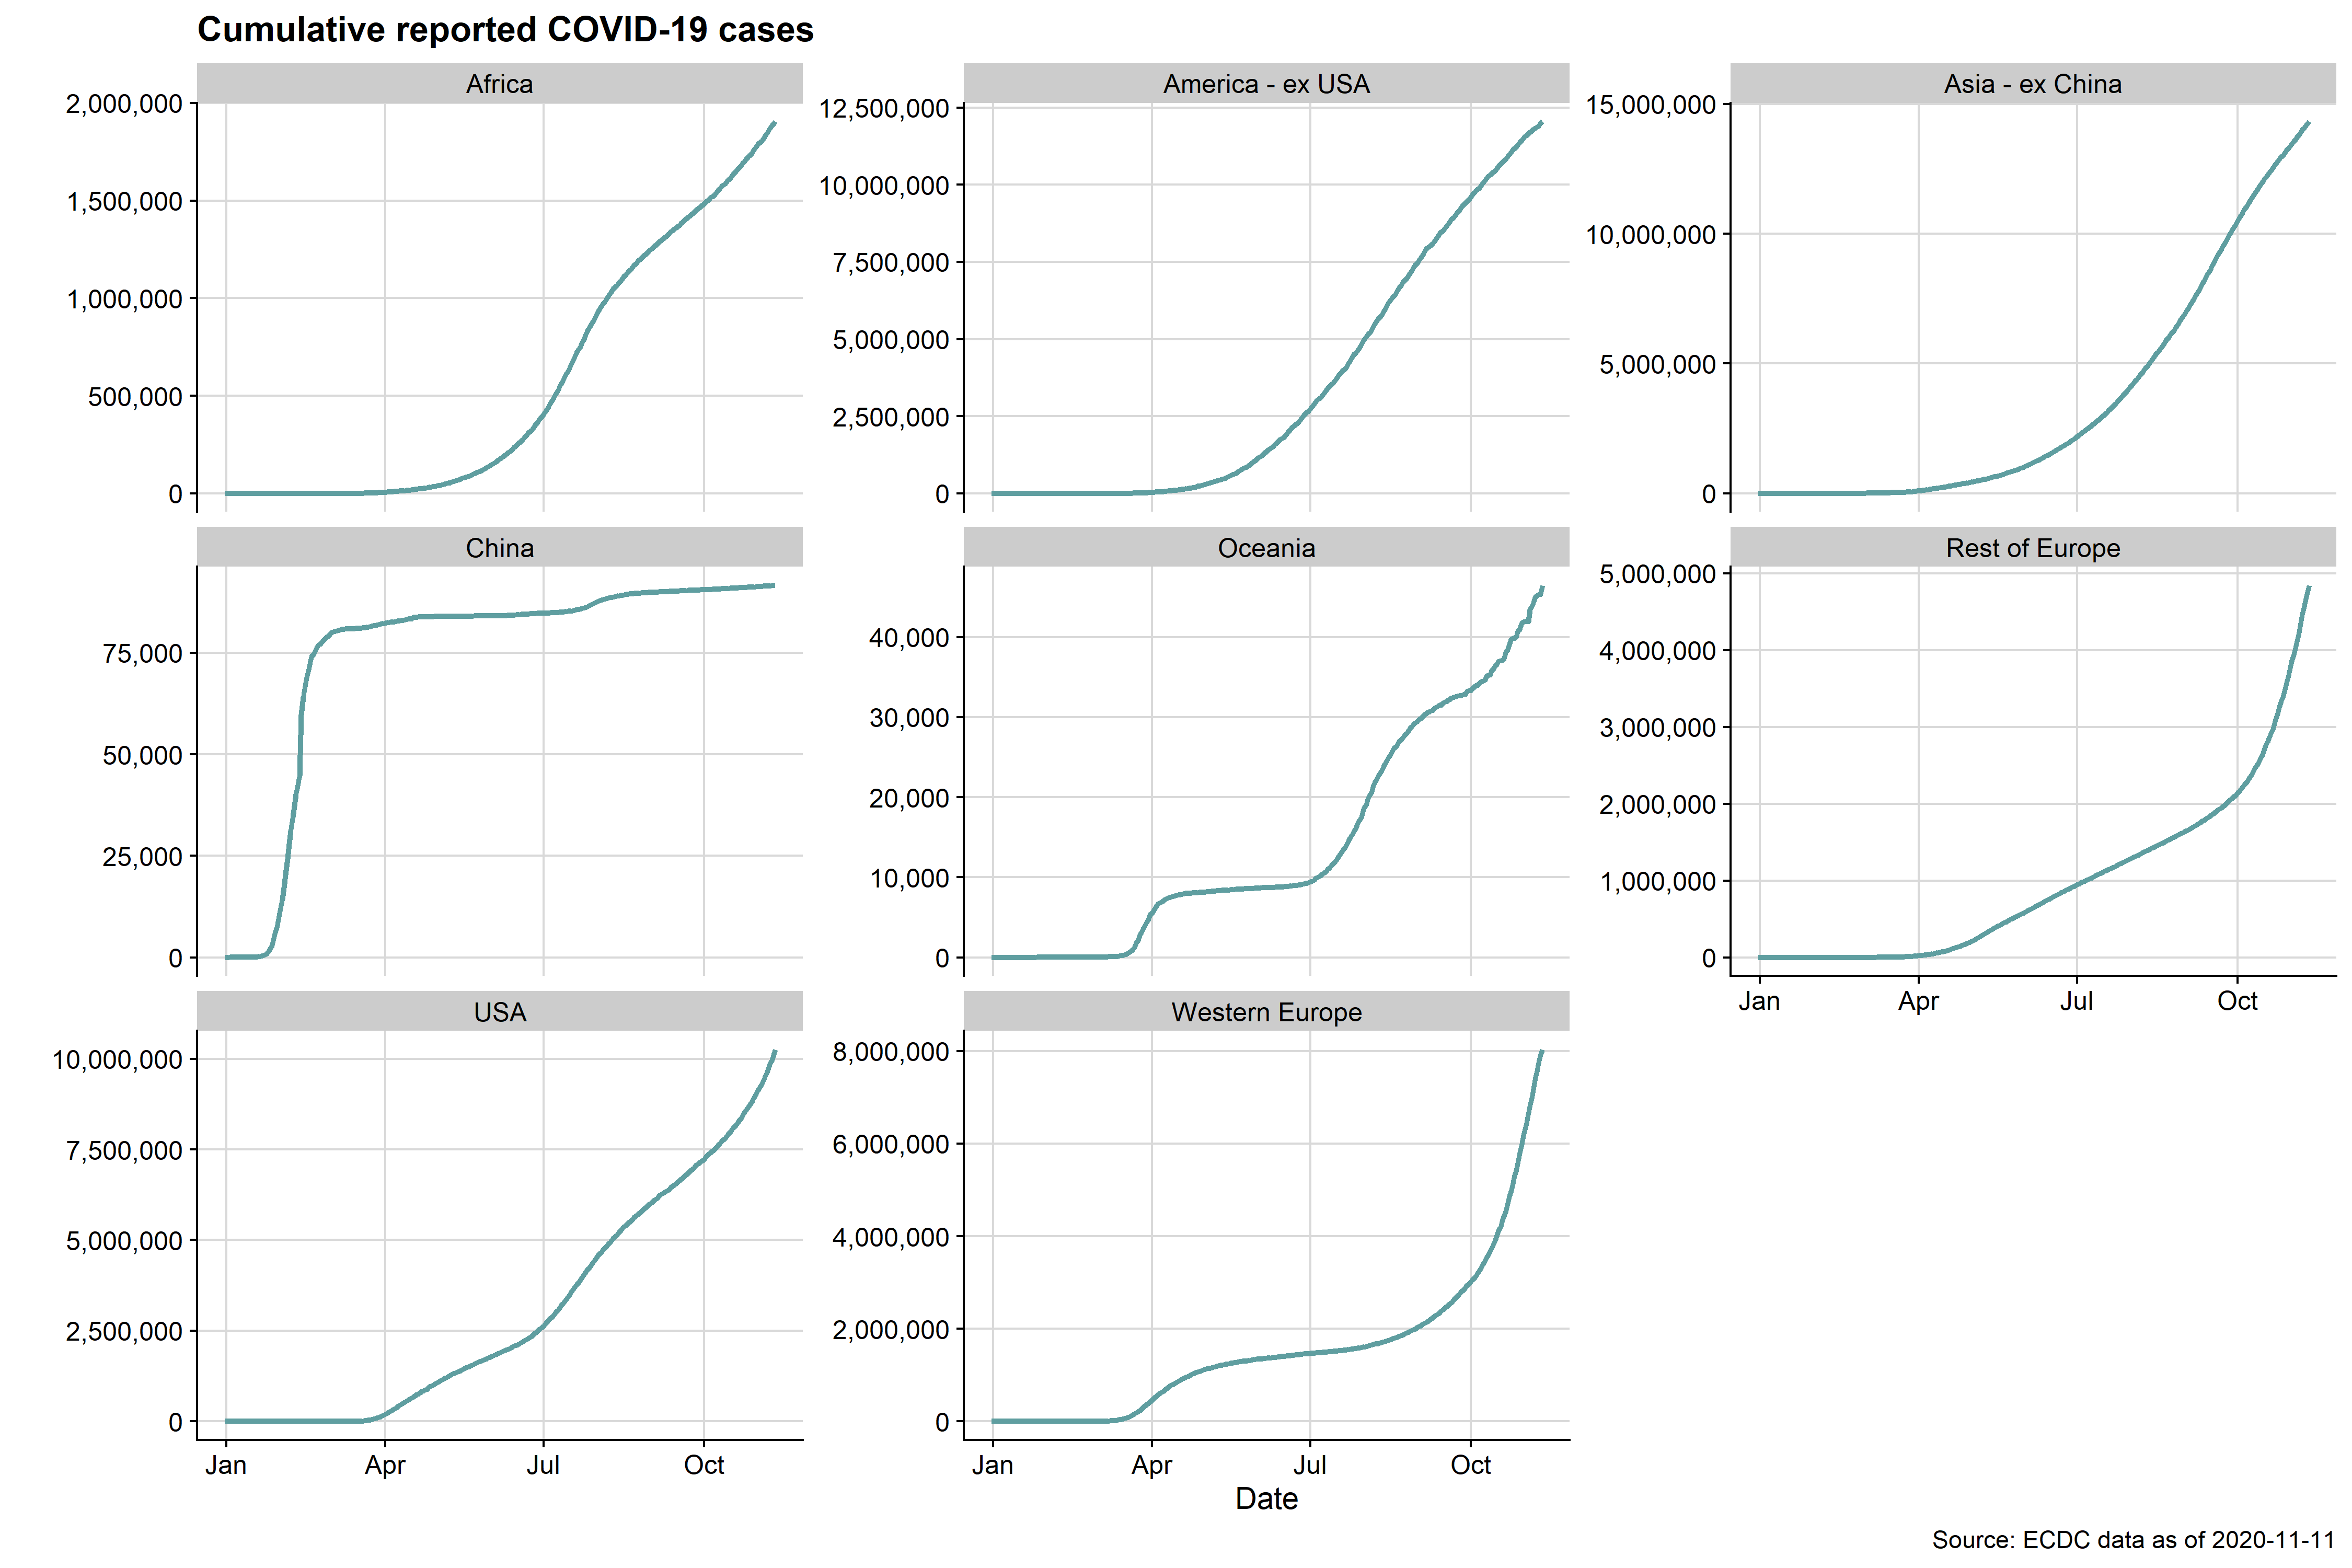 Cumulative reported COVID-19 cases
Africa
2,000,000
1,500,000
1,000,000
500,000
0
America - ex USA
12,500,000
10,000,000
7,500,000
5,000,000
2,500,000
0
Asia - ex China
15,000,000
10,000,000
5,000,000
0
China
75,000
50,000
25,000
0
Oceania
40,000
30,000
20,000
10,000
0
Rest of Europe
5,000,000
4,000,000
3,000,000
2,000,000
1,000,000
0
Jan Apr Jul Oct
USA
10,000,000
7,500,000
5,000,000
2,500,000
0
Jan Apr Jul Oct
Western Europe
8,000,000
6,000,000
4,000,000
2,000,000
0
Jan Apr Jul Oct
Date
Source: ECDC data as of 2020-11-11